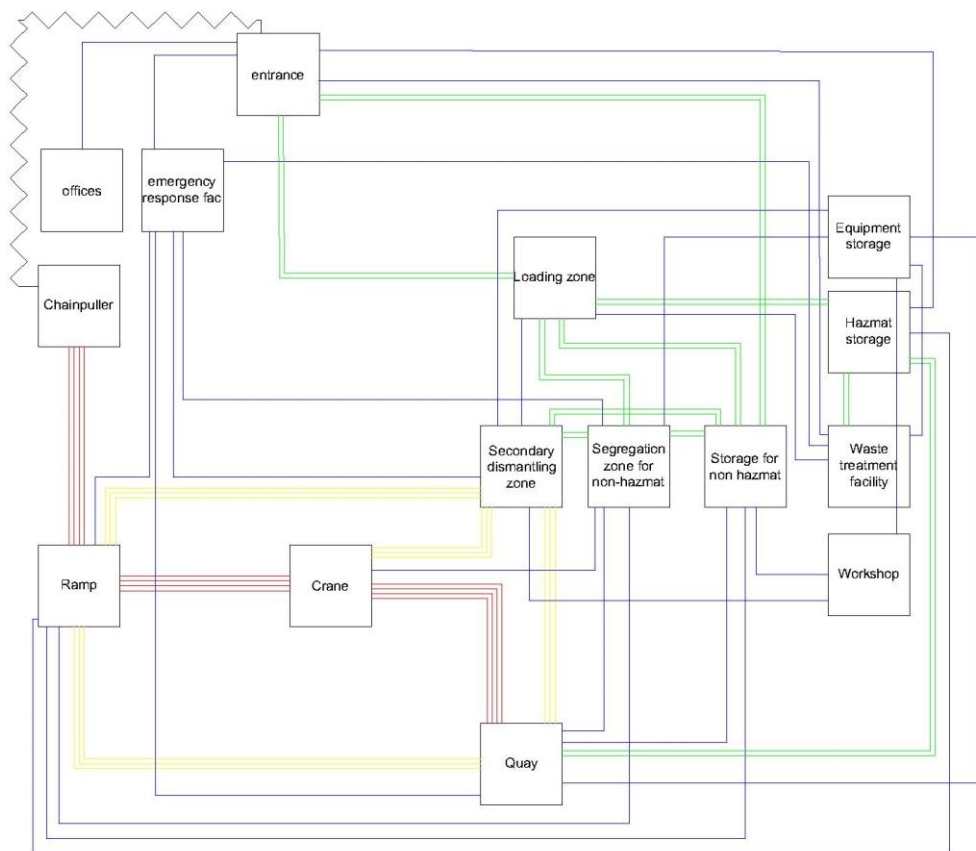 entrance
offices
emergency
response fac
Equipment
storage
Loading zone
Chainpuller
Hazmat
storage
Secondary
dismantling
zone
Segregation
zone for
non-hazmat
Storage for
non hazmat
Waste
treatment
facility
Ramp
Crane
Workshop
Quay